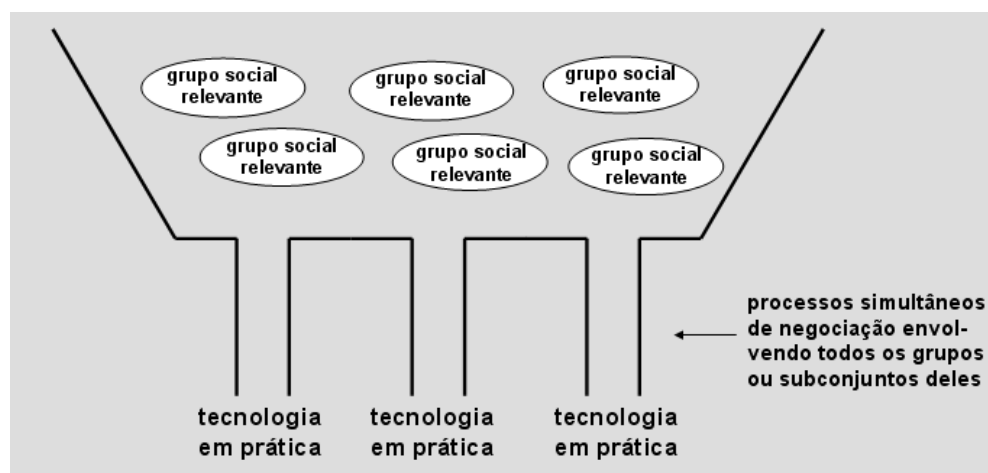 grupo social
relevante
grupo social
relevante
grupo social
relevante
grupo social
relevante
grupo social
relevante
grupo social
relevante
processos simultâneos
de negociação envol-
vendo todos os grupos
ou subconjuntos deles
tecnologia
em prática
tecnologia
em prática
tecnologia
em prática